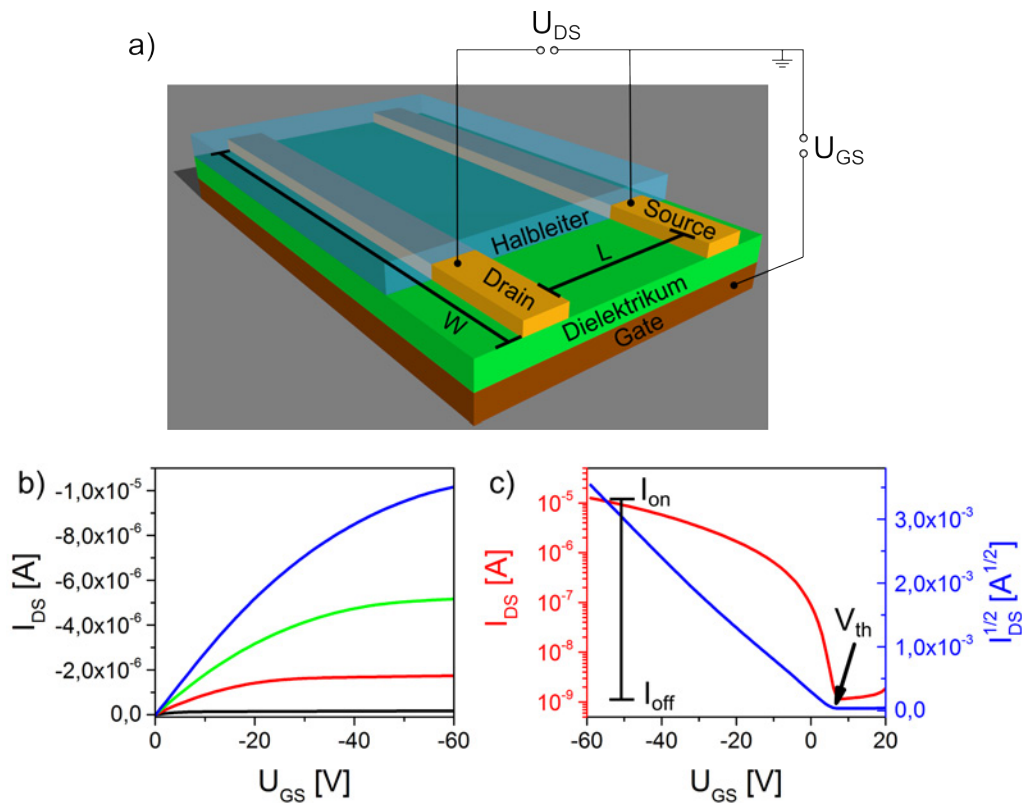 a)
U_DS
U_GS
Halbleiter
Source
L
Drain
W
Dielektrikum
Gate
b)
I_DS [A]
-1,0x10^-5
-8,0x10^-6
-6,0x10^-6
-4,0x10^-6
-2,0x10^-6
0,0
0
-20
-40
-60
U_GS [V]
c)
I_DS [A]
10^-5
10^-6
10^-7
10^-8
10^-9
I_on
I_off
V_th
3,0x10^-3
2,0x10^-3
1,0x10^-3
0,0
I_DS^1/2 [A^1/2]
-60
-40
-20
0
20
U_GS [V]